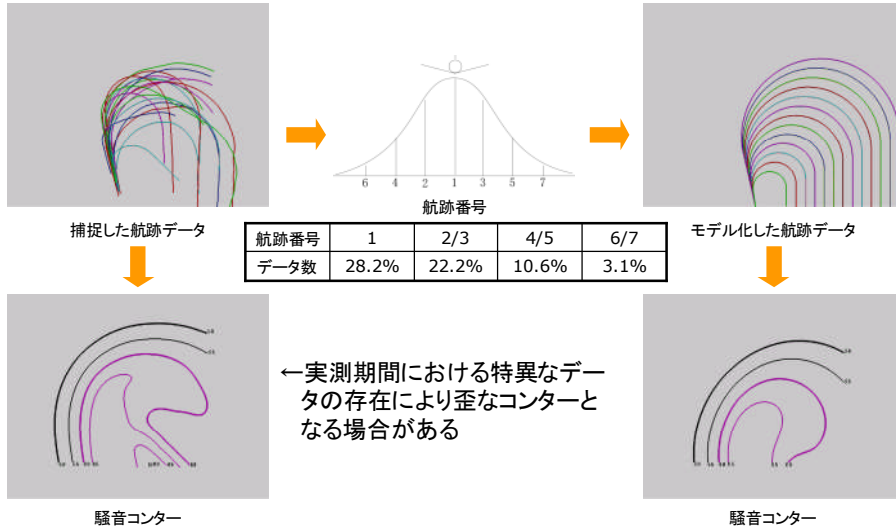 6 4 2 1 3 5 7
航跡番号
捕捉した航跡データ
モデル化した航跡データ
航跡番号 1 2/3 4/5 6/7
データ数 28.2% 22.2% 10.6% 3.1%
←実測期間における特異なデー
タの存在により歪なコンターと
なる場合がある
騒音コンター
騒音コンター